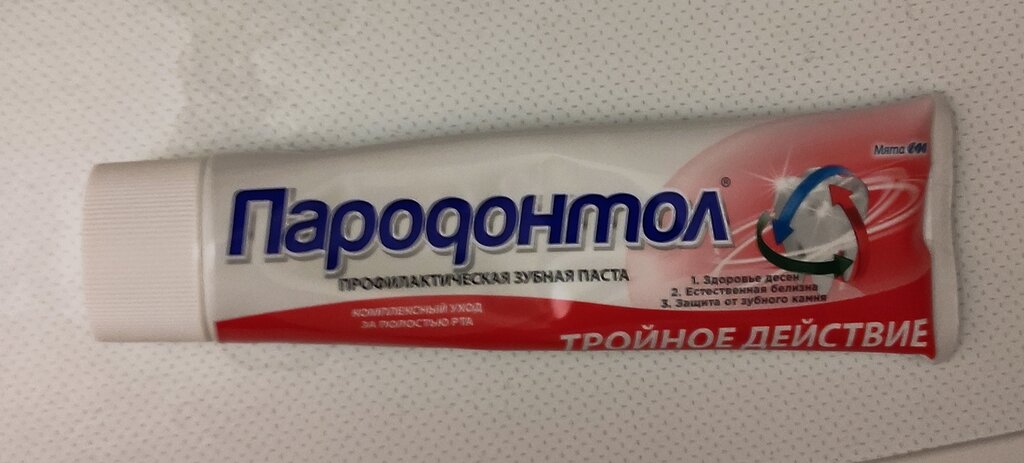 Мята
Пародонтол®
ПРОФИЛАКТИЧЕСКАЯ ЗУБНАЯ ПАСТА
1. Здоровье десен
2. Естественная белизна
3. Защита от зубного камня
КОМПЛЕКСНЫЙ УХОД
ЗА ПОЛОСТЬЮ РТА
ТРОЙНОЕ ДЕЙСТВИЕ